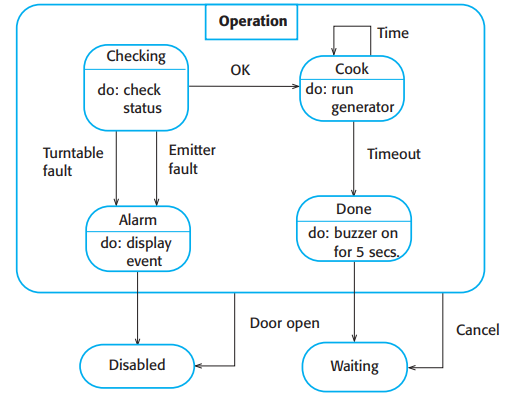 Operation
Time
Checking
OK
Cook
do: check
status
do: run
generator
Turntable
fault
Emitter
fault
Timeout
Alarm
do: display
event
Done
do: buzzer on
for 5 secs.
Door open
Cancel
Disabled
Waiting